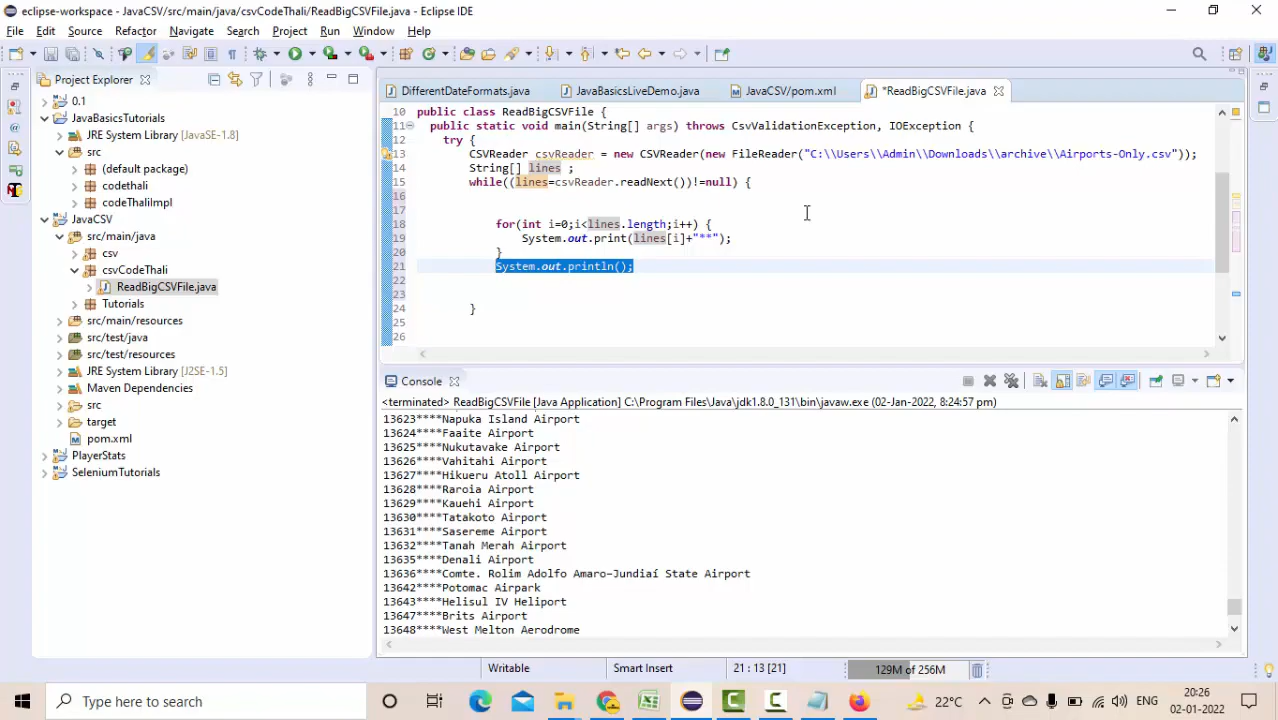 eclipse-workspace - JavaCSV/src/main/java/csvCodeThali/ReadBigCSVFile.java - Eclipse IDE
File Edit Source Refactor Navigate Search Project Run Window Help
Project Explorer
0.1
JavaBasicsTutorials
JRE System Library [JavaSE-1.8]
src
(default package)
codethali
codeThaliImpl
JavaCSV
src/main/java
csv
csvCodeThali
ReadBigCSVFile.java
Tutorials
src/main/resources
src/test/java
src/test/resources
JRE System Library [J2SE-1.5]
Maven Dependencies
src
target
pom.xml
PlayerStats
SeleniumTutorials
DifferentDateFormats.java JavaBasicsLiveDemo.java JavaCSV/pom.xml *ReadBigCSVFile.java
10 public class ReadBigCSVFile {
11 public static void main(String[] args) throws CsvValidationException, IOException {
12 try {
13 CSVReader csvReader = new CSVReader(new FileReader("C:\\Users\\Admin\\Downloads\\archive\\Airports-Only.csv"));
14 String[] lines ;
15 while((lines=csvReader.readNext())!=null) {
16
17
18 for(int i=0;i<lines.length;i++) {
19 System.out.print(lines[i]+"**");
20 }
21 System.out.println();
22
23
24 }
25
26
Console
<terminated> ReadBigCSVFile [Java Application] C:\Program Files\Java\jdk1.8.0_131\bin\javaw.exe (02-Jan-2022, 8:24:57 pm)
13623****Napuka Island Airport
13624****Faaite Airport
13625****Nukutavake Airport
13626****Vahitahi Airport
13627****Hikueru Atoll Airport
13628****Raroia Airport
13629****Kauehi Airport
13630****Tatakoto Airport
13631****Sasereme Airport
13632****Tanah Merah Airport
13635****Denali Airport
13636****Comte. Rolim Adolfo Amaro–Jundiaí State Airport
13642****Potomac Airpark
13643****Helisul IV Heliport
13647****Brits Airport
13648****West Melton Aerodrome
Writable Smart Insert 21 : 13 [21] 129M of 256M
Type here to search
22°C ENG
20:26
02-01-2022